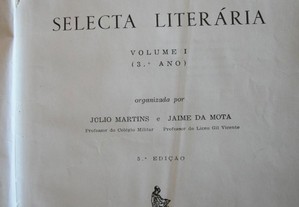 SELECTA LITERÁRIA
VOLUME I
(3.º ANO)
organizada por
JÚLIO MARTINS e JAIME DA MOTA
Professor do Colégio Militar Professor do Liceu Gil Vicente
5.ª EDIÇÃO